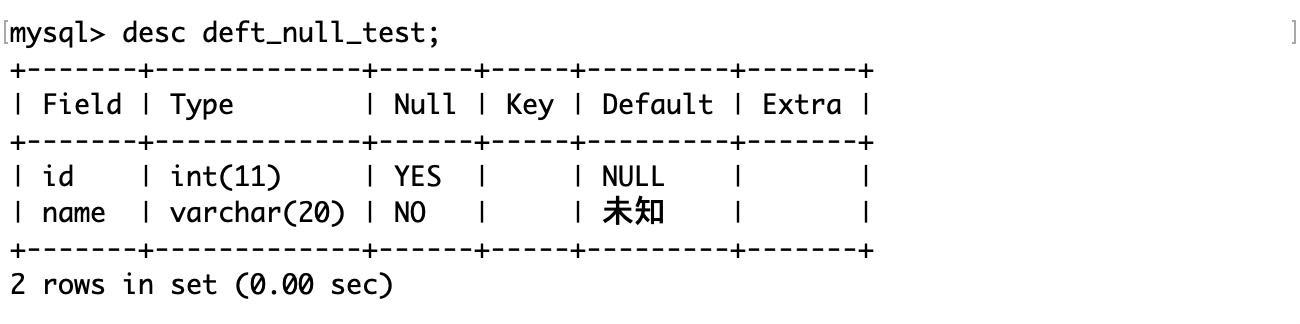 [mysql> desc deft_null_test; ]
+-------+-------------+------+-----+---------+-------+
| Field | Type        | Null | Key | Default | Extra |
+-------+-------------+------+-----+---------+-------+
| id    | int(11)     | YES  |     | NULL    |       |
| name  | varchar(20) | NO   |     | 未知    |       |
+-------+-------------+------+-----+---------+-------+
2 rows in set (0.00 sec)